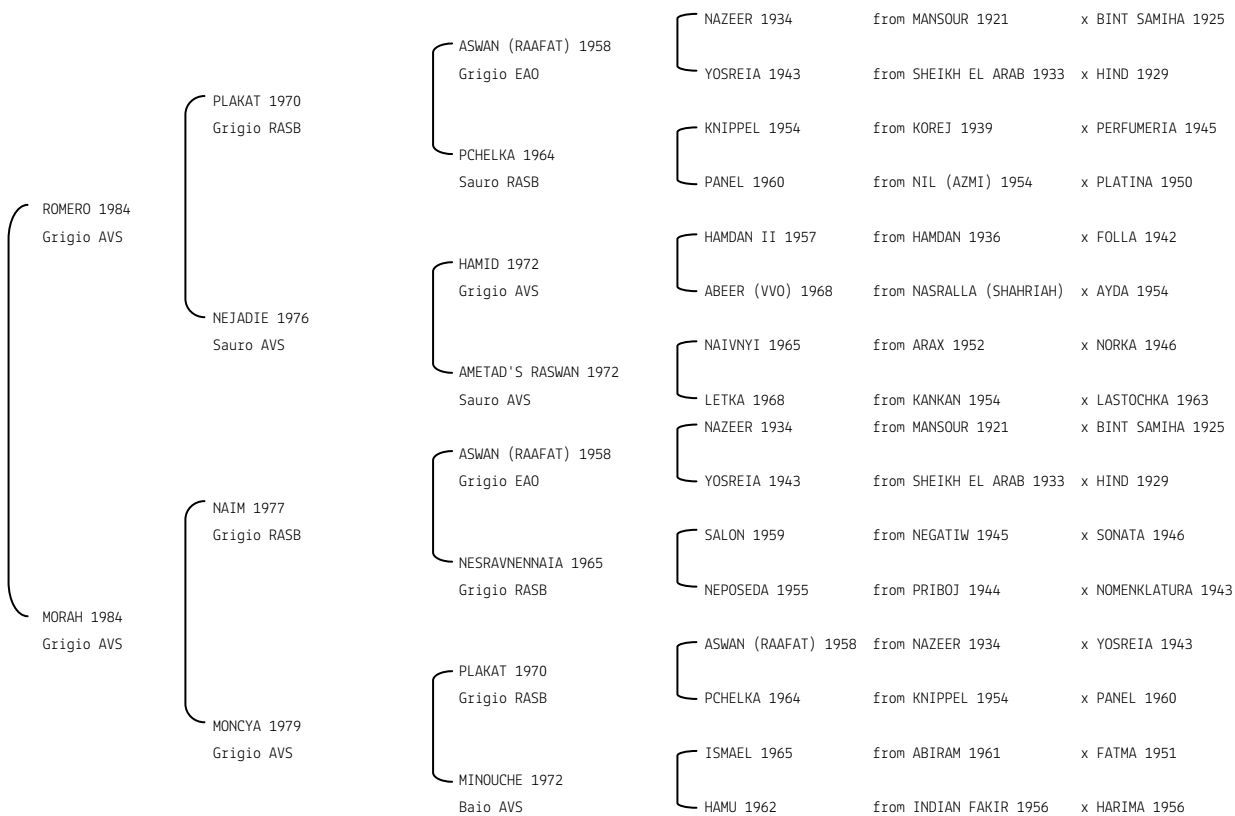 NAZEER 1934 from MANSOUR 1921 x BINT SAMIHA 1925
ASWAN (RAAFAT) 1958
Grigio EAO
YOSREIA 1943 from SHEIKH EL ARAB 1933 x HIND 1929
PLAKAT 1970
Grigio RASB
KNIPPEL 1954 from KOREJ 1939 x PERFUMERIA 1945
PCHELKA 1964
Sauro RASB
PANEL 1960 from NIL (AZMI) 1954 x PLATINA 1950
ROMERO 1984
Grigio AVS
HAMDAN II 1957 from HAMDAN 1936 x FOLLA 1942
HAMID 1972
Grigio AVS
ABEER (VVO) 1968 from NASRALLA (SHAHRIAH) x AYDA 1954
NEJADIE 1976
Sauro AVS
NAIVNYI 1965 from ARAX 1952 x NORKA 1946
AMETAD'S RASWAN 1972
Sauro AVS
LETKA 1968 from KANKAN 1954 x LASTOCHKA 1963
NAZEER 1934 from MANSOUR 1921 x BINT SAMIHA 1925
ASWAN (RAAFAT) 1958
Grigio EAO
YOSREIA 1943 from SHEIKH EL ARAB 1933 x HIND 1929
NAIM 1977
Grigio RASB
SALON 1959 from NEGATIW 1945 x SONATA 1946
NESRAVNENNAIA 1965
Grigio RASB
NEPOSEDA 1955 from PRIBOJ 1944 x NOMENKLATURA 1943
MORAH 1984
Grigio AVS
ASWAN (RAAFAT) 1958 from NAZEER 1934 x YOSREIA 1943
PLAKAT 1970
Grigio RASB
PCHELKA 1964 from KNIPPEL 1954 x PANEL 1960
MONCYA 1979
Grigio AVS
ISMAEL 1965 from ABIRAM 1961 x FATMA 1951
MINOUCHE 1972
Baio AVS
HAMU 1962 from INDIAN FAKIR 1956 x HARIMA 1956